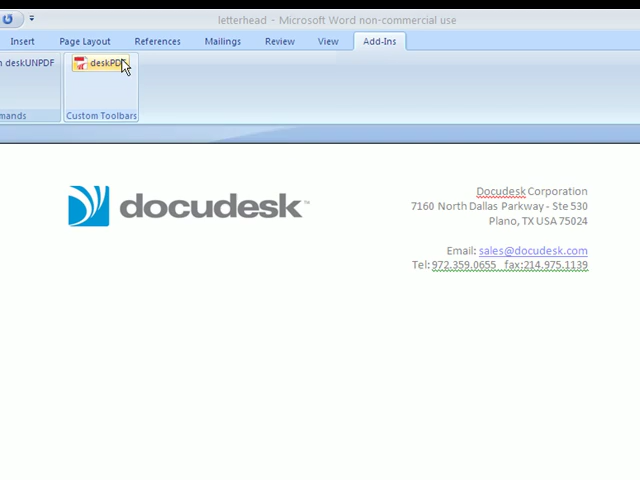 letterhead - Microsoft Word non-commercial use
Insert Page Layout References Mailings Review View Add-Ins
deskUNPDF deskPDF
Custom Toolbars
docudesk™
Docudesk Corporation
7160 North Dallas Parkway - Ste 530
Plano, TX USA 75024
Email: sales@docudesk.com
Tel: 972.359.0655 fax:214.975.1139